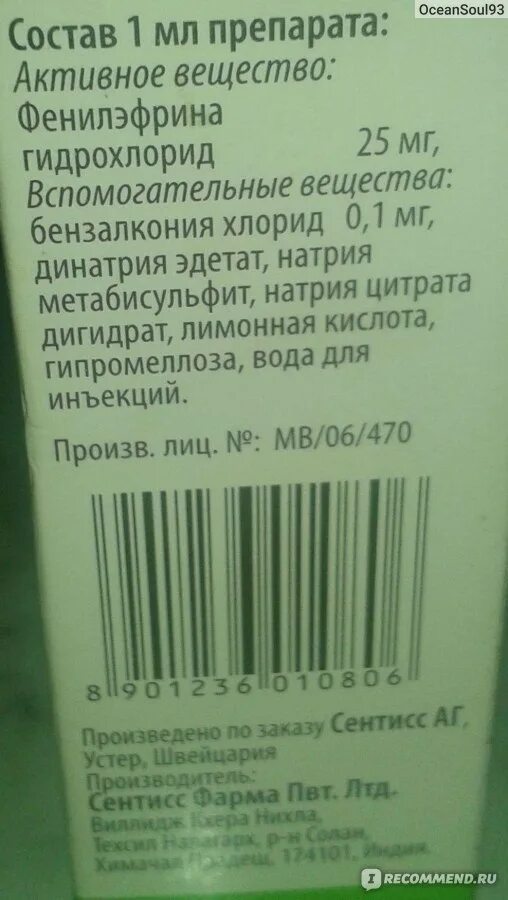 OceanSoul93
Состав 1 мл препарата:
Активное вещество:
Фенилэфрина
гидрохлорид 25 мг,
Вспомогательные вещества:
бензалкония хлорид 0,1 мг,
динатрия эдетат, натрия
метабисульфит, натрия цитрата
дигидрат, лимонная кислота,
гипромеллоза, вода для
инъекций.
Произв. лиц. №: MB/06/470
8 901236 010806
Произведено по заказу Сентисс АГ,
Устер, Швейцария
Производитель:
Сентисс Фарма Пвт. Лтд.
Виллидж Кхера Нихла,
Техсил Налагарх, р-н Солан,
Химачал Прадеш, 174101, Индия.
I RECOMMEND.RU